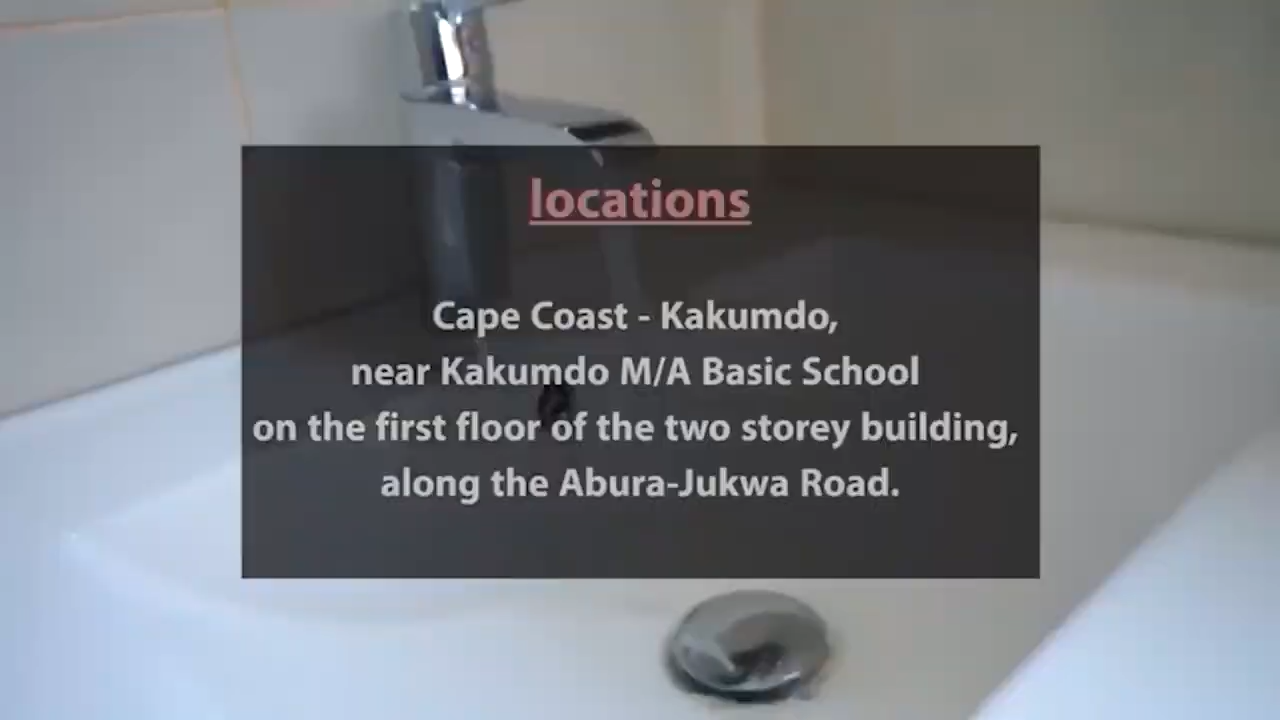 locations
Cape Coast - Kakumdo,
near Kakumdo M/A Basic School
on the first floor of the two storey building,
along the Abura-Jukwa Road.